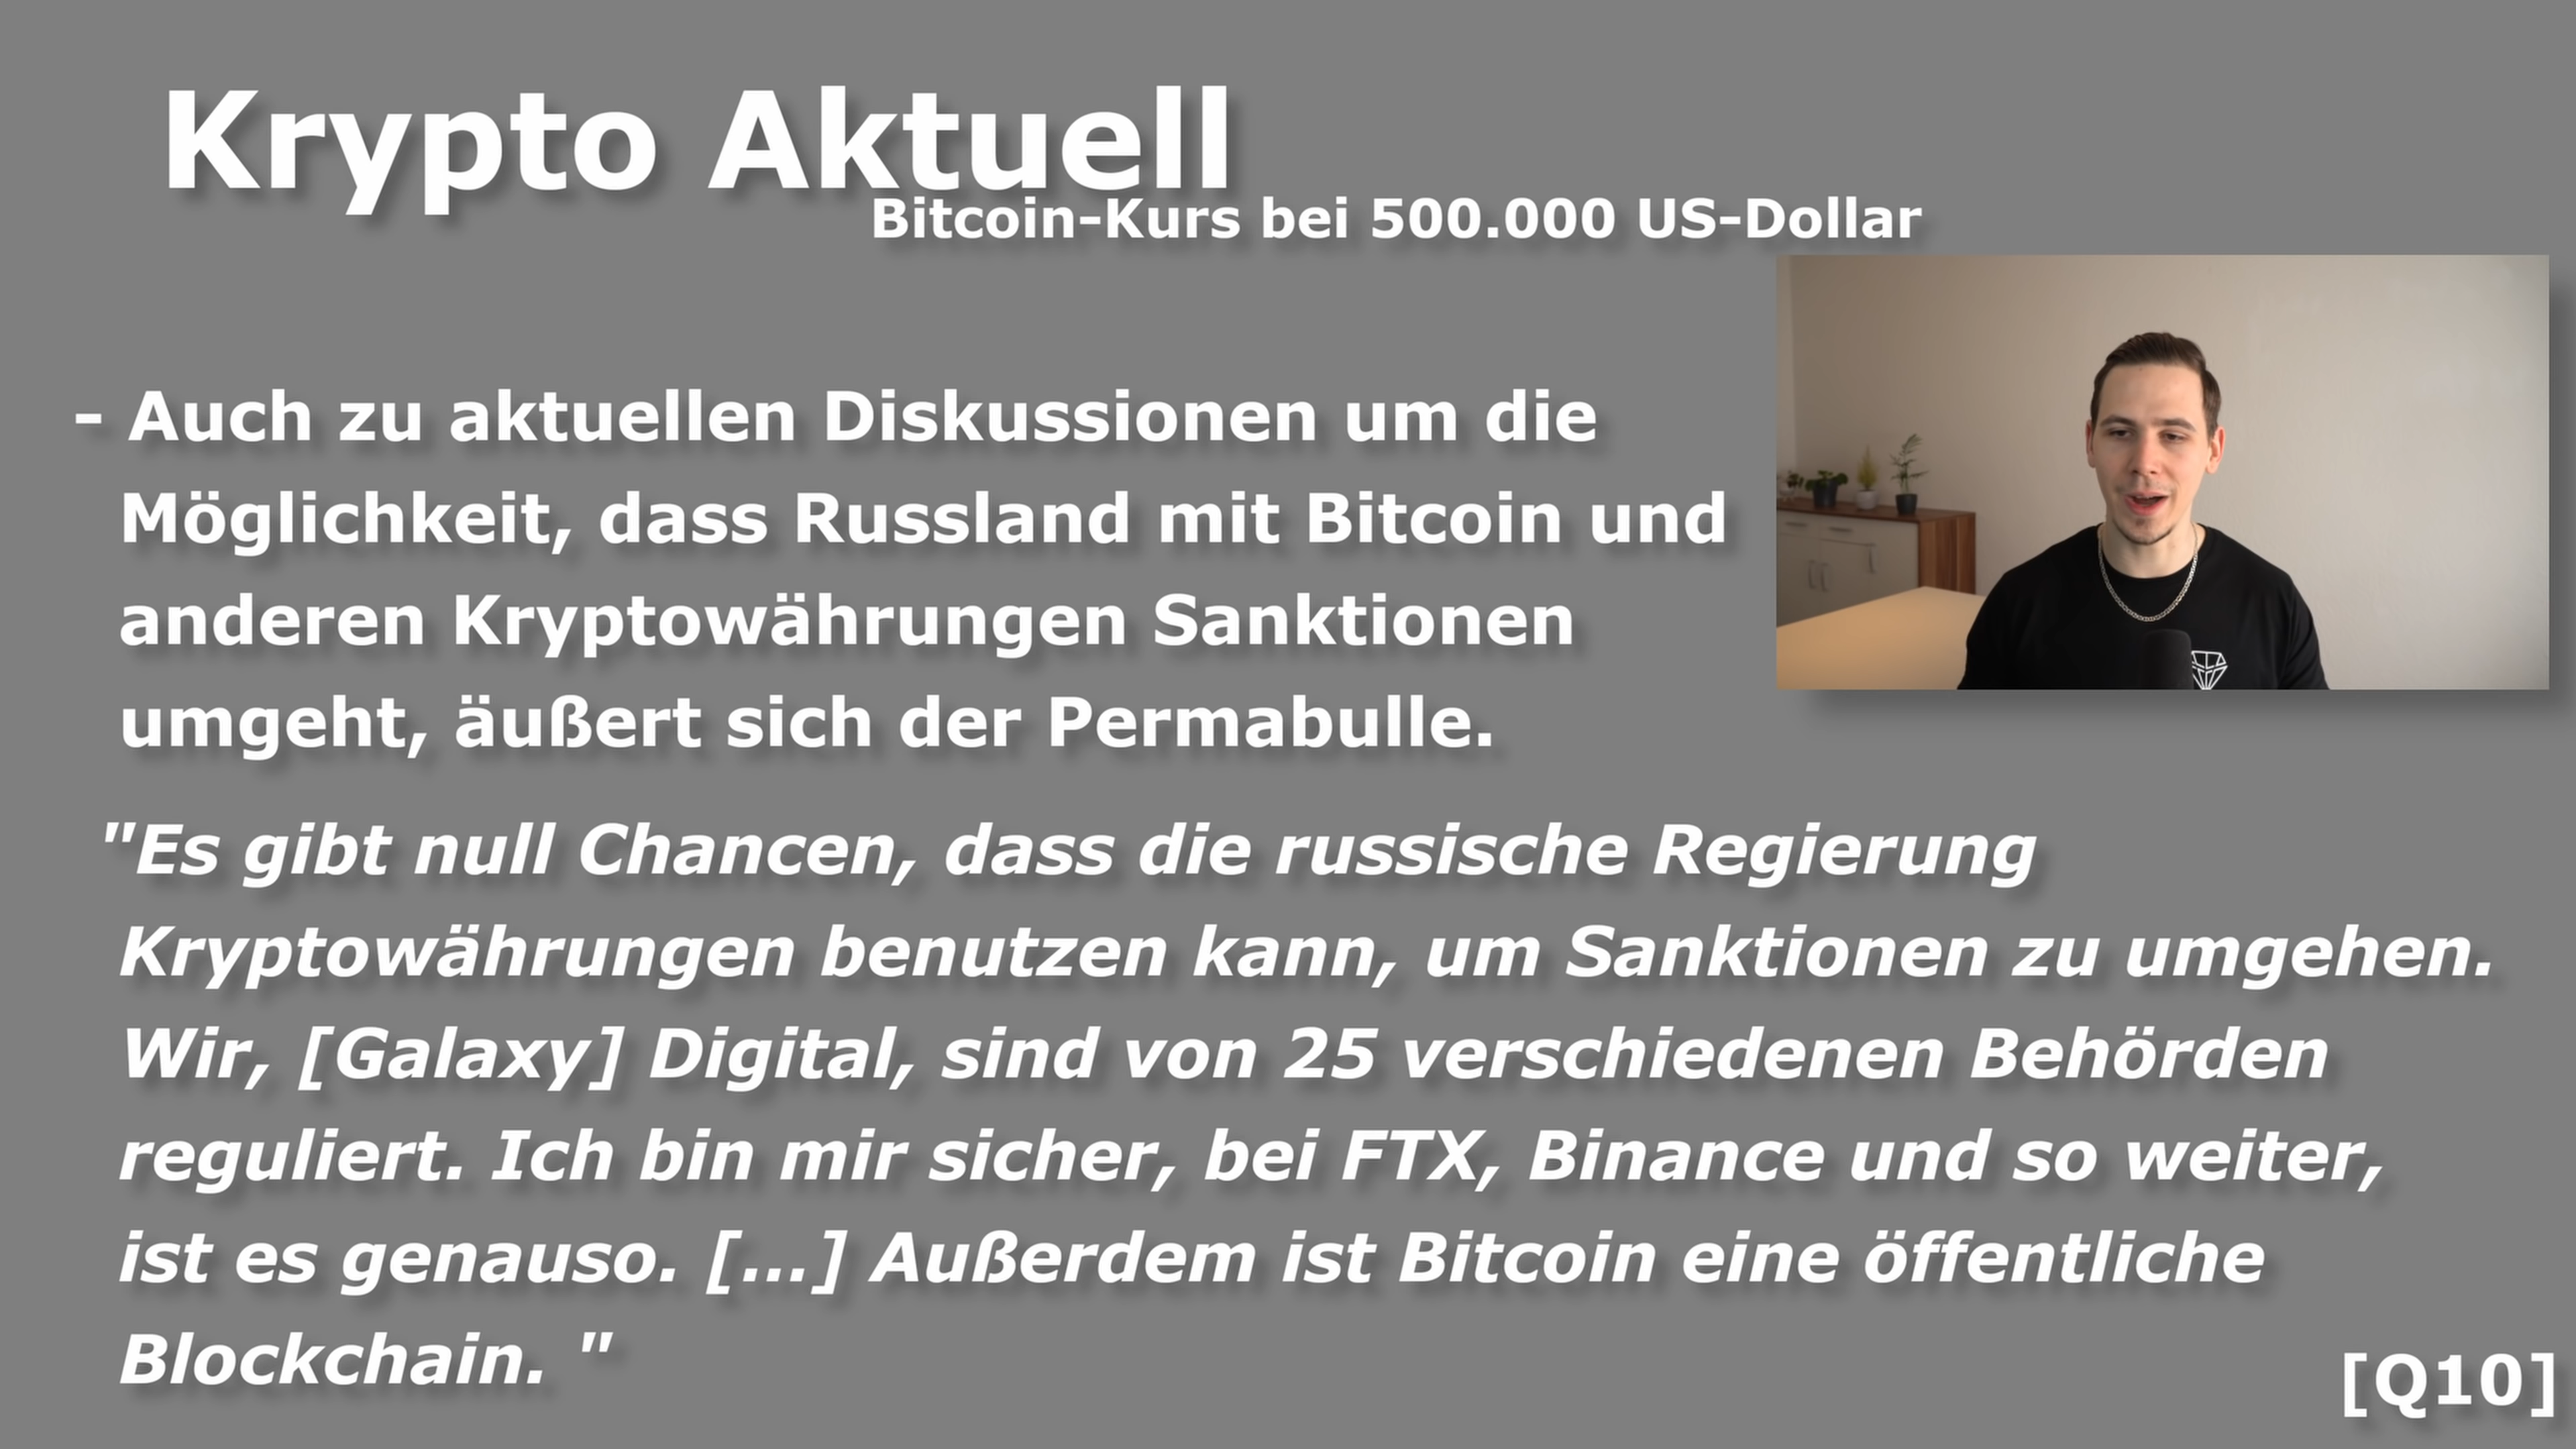 Krypto Aktuell
Bitcoin-Kurs bei 500.000 US-Dollar
- Auch zu aktuellen Diskussionen um die
Möglichkeit, dass Russland mit Bitcoin und
anderen Kryptowährungen Sanktionen
umgeht, äußert sich der Permabulle.
"Es gibt null Chancen, dass die russische Regierung
Kryptowährungen benutzen kann, um Sanktionen zu umgehen.
Wir, [Galaxy] Digital, sind von 25 verschiedenen Behörden
reguliert. Ich bin mir sicher, bei FTX, Binance und so weiter,
ist es genauso. [...] Außerdem ist Bitcoin eine öffentliche
Blockchain. "
[Q10]